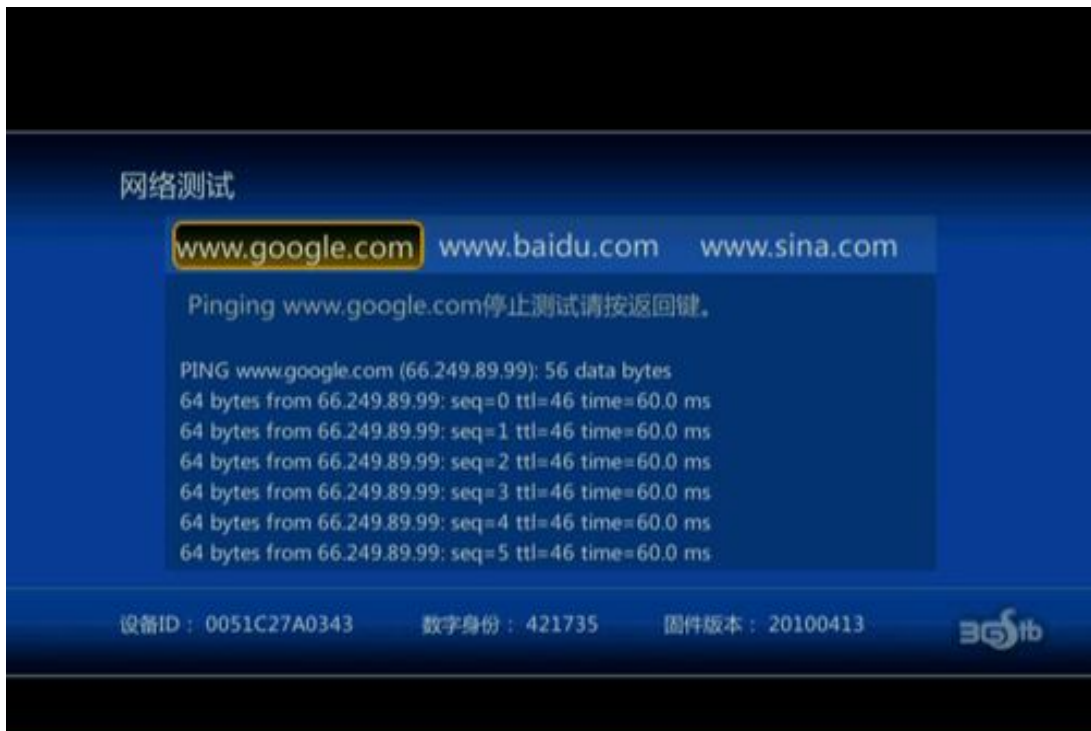 网络测试
www.google.com www.baidu.com www.sina.com
Pinging www.google.com停止测试请按返回键。
PING www.google.com (66.249.89.99): 56 data bytes
64 bytes from 66.249.89.99: seq=0 ttl=46 time=60.0 ms
64 bytes from 66.249.89.99: seq=1 ttl=46 time=60.0 ms
64 bytes from 66.249.89.99: seq=2 ttl=46 time=60.0 ms
64 bytes from 66.249.89.99: seq=3 ttl=46 time=60.0 ms
64 bytes from 66.249.89.99: seq=4 ttl=46 time=60.0 ms
64 bytes from 66.249.89.99: seq=5 ttl=46 time=60.0 ms
设备ID： 0051C27A0343 数字身份： 421735 固件版本： 20100413
3GStb